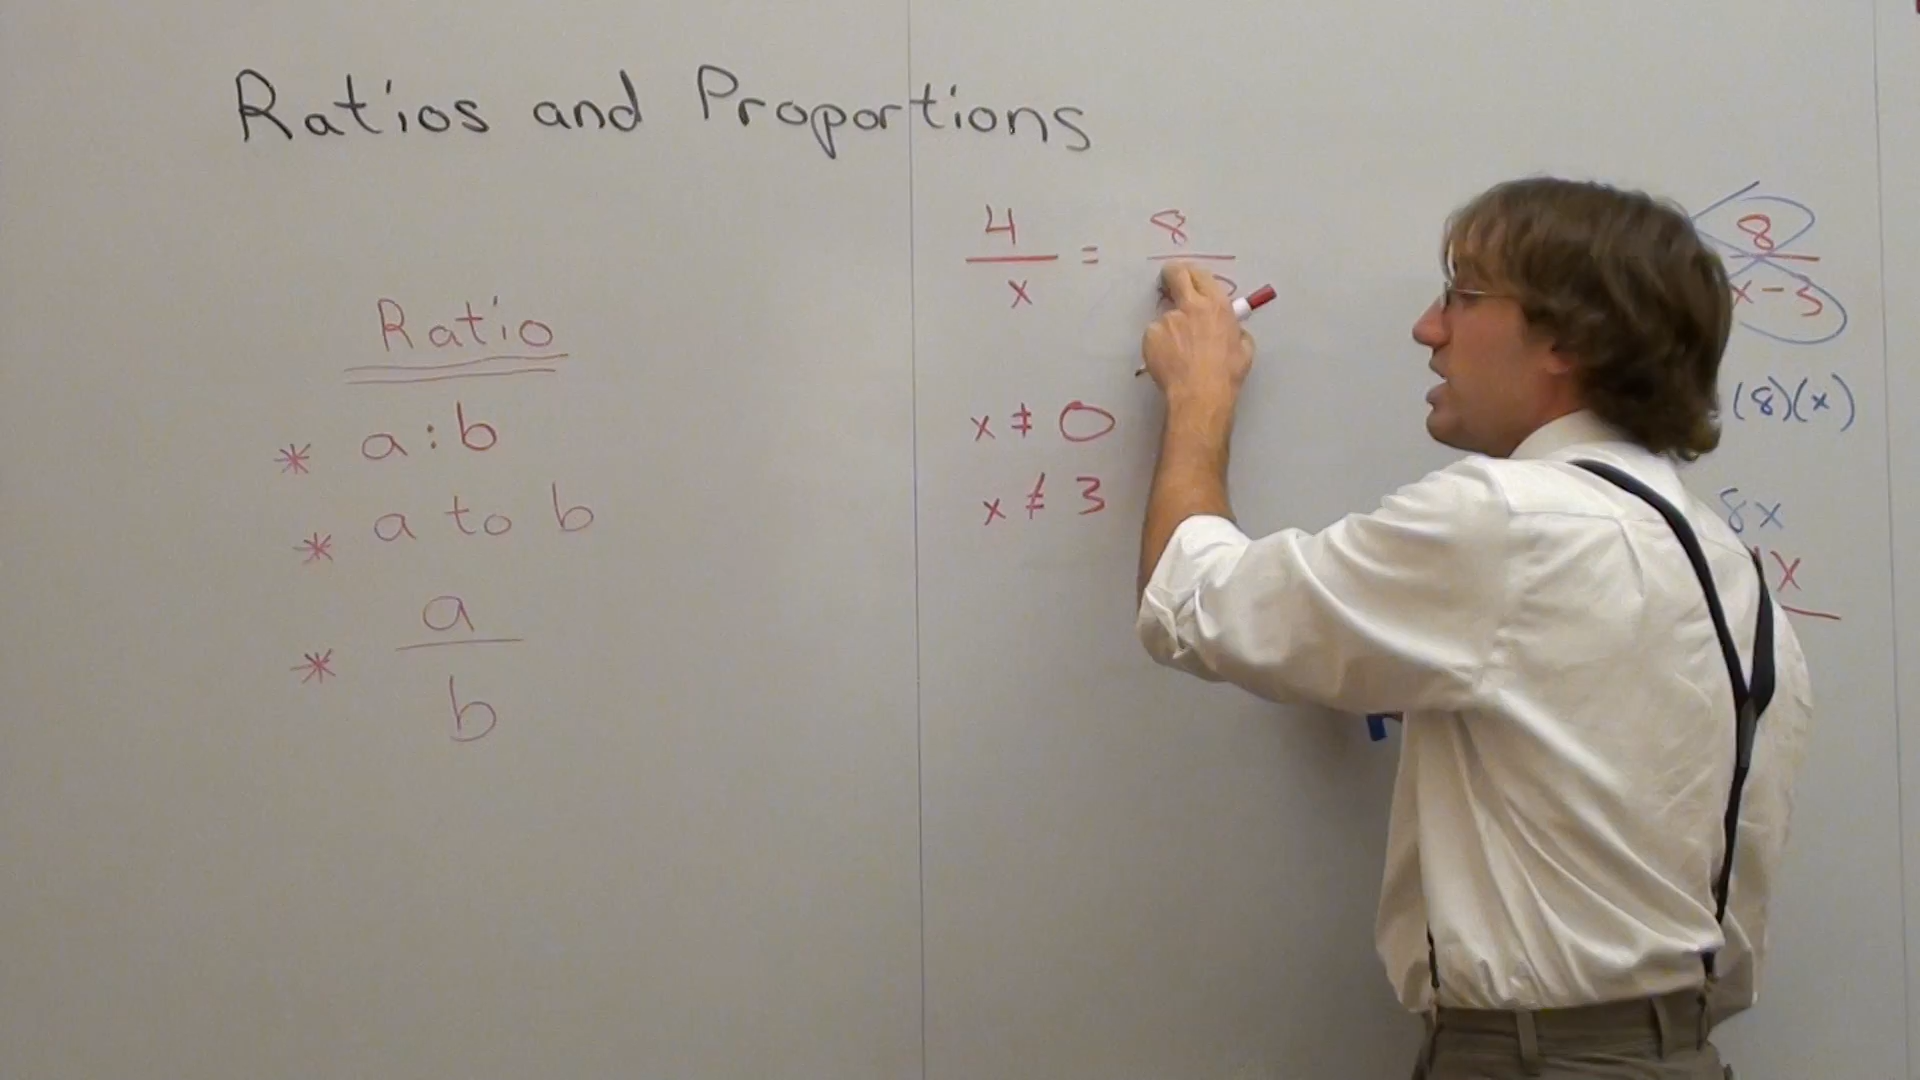 Ratios and Proportions
Ratio
* a : b
* a to b
* a
b
4 = 8
x
x ≠ 0
x ≠ 3
8
x - 3
(8)(x)
8x
x